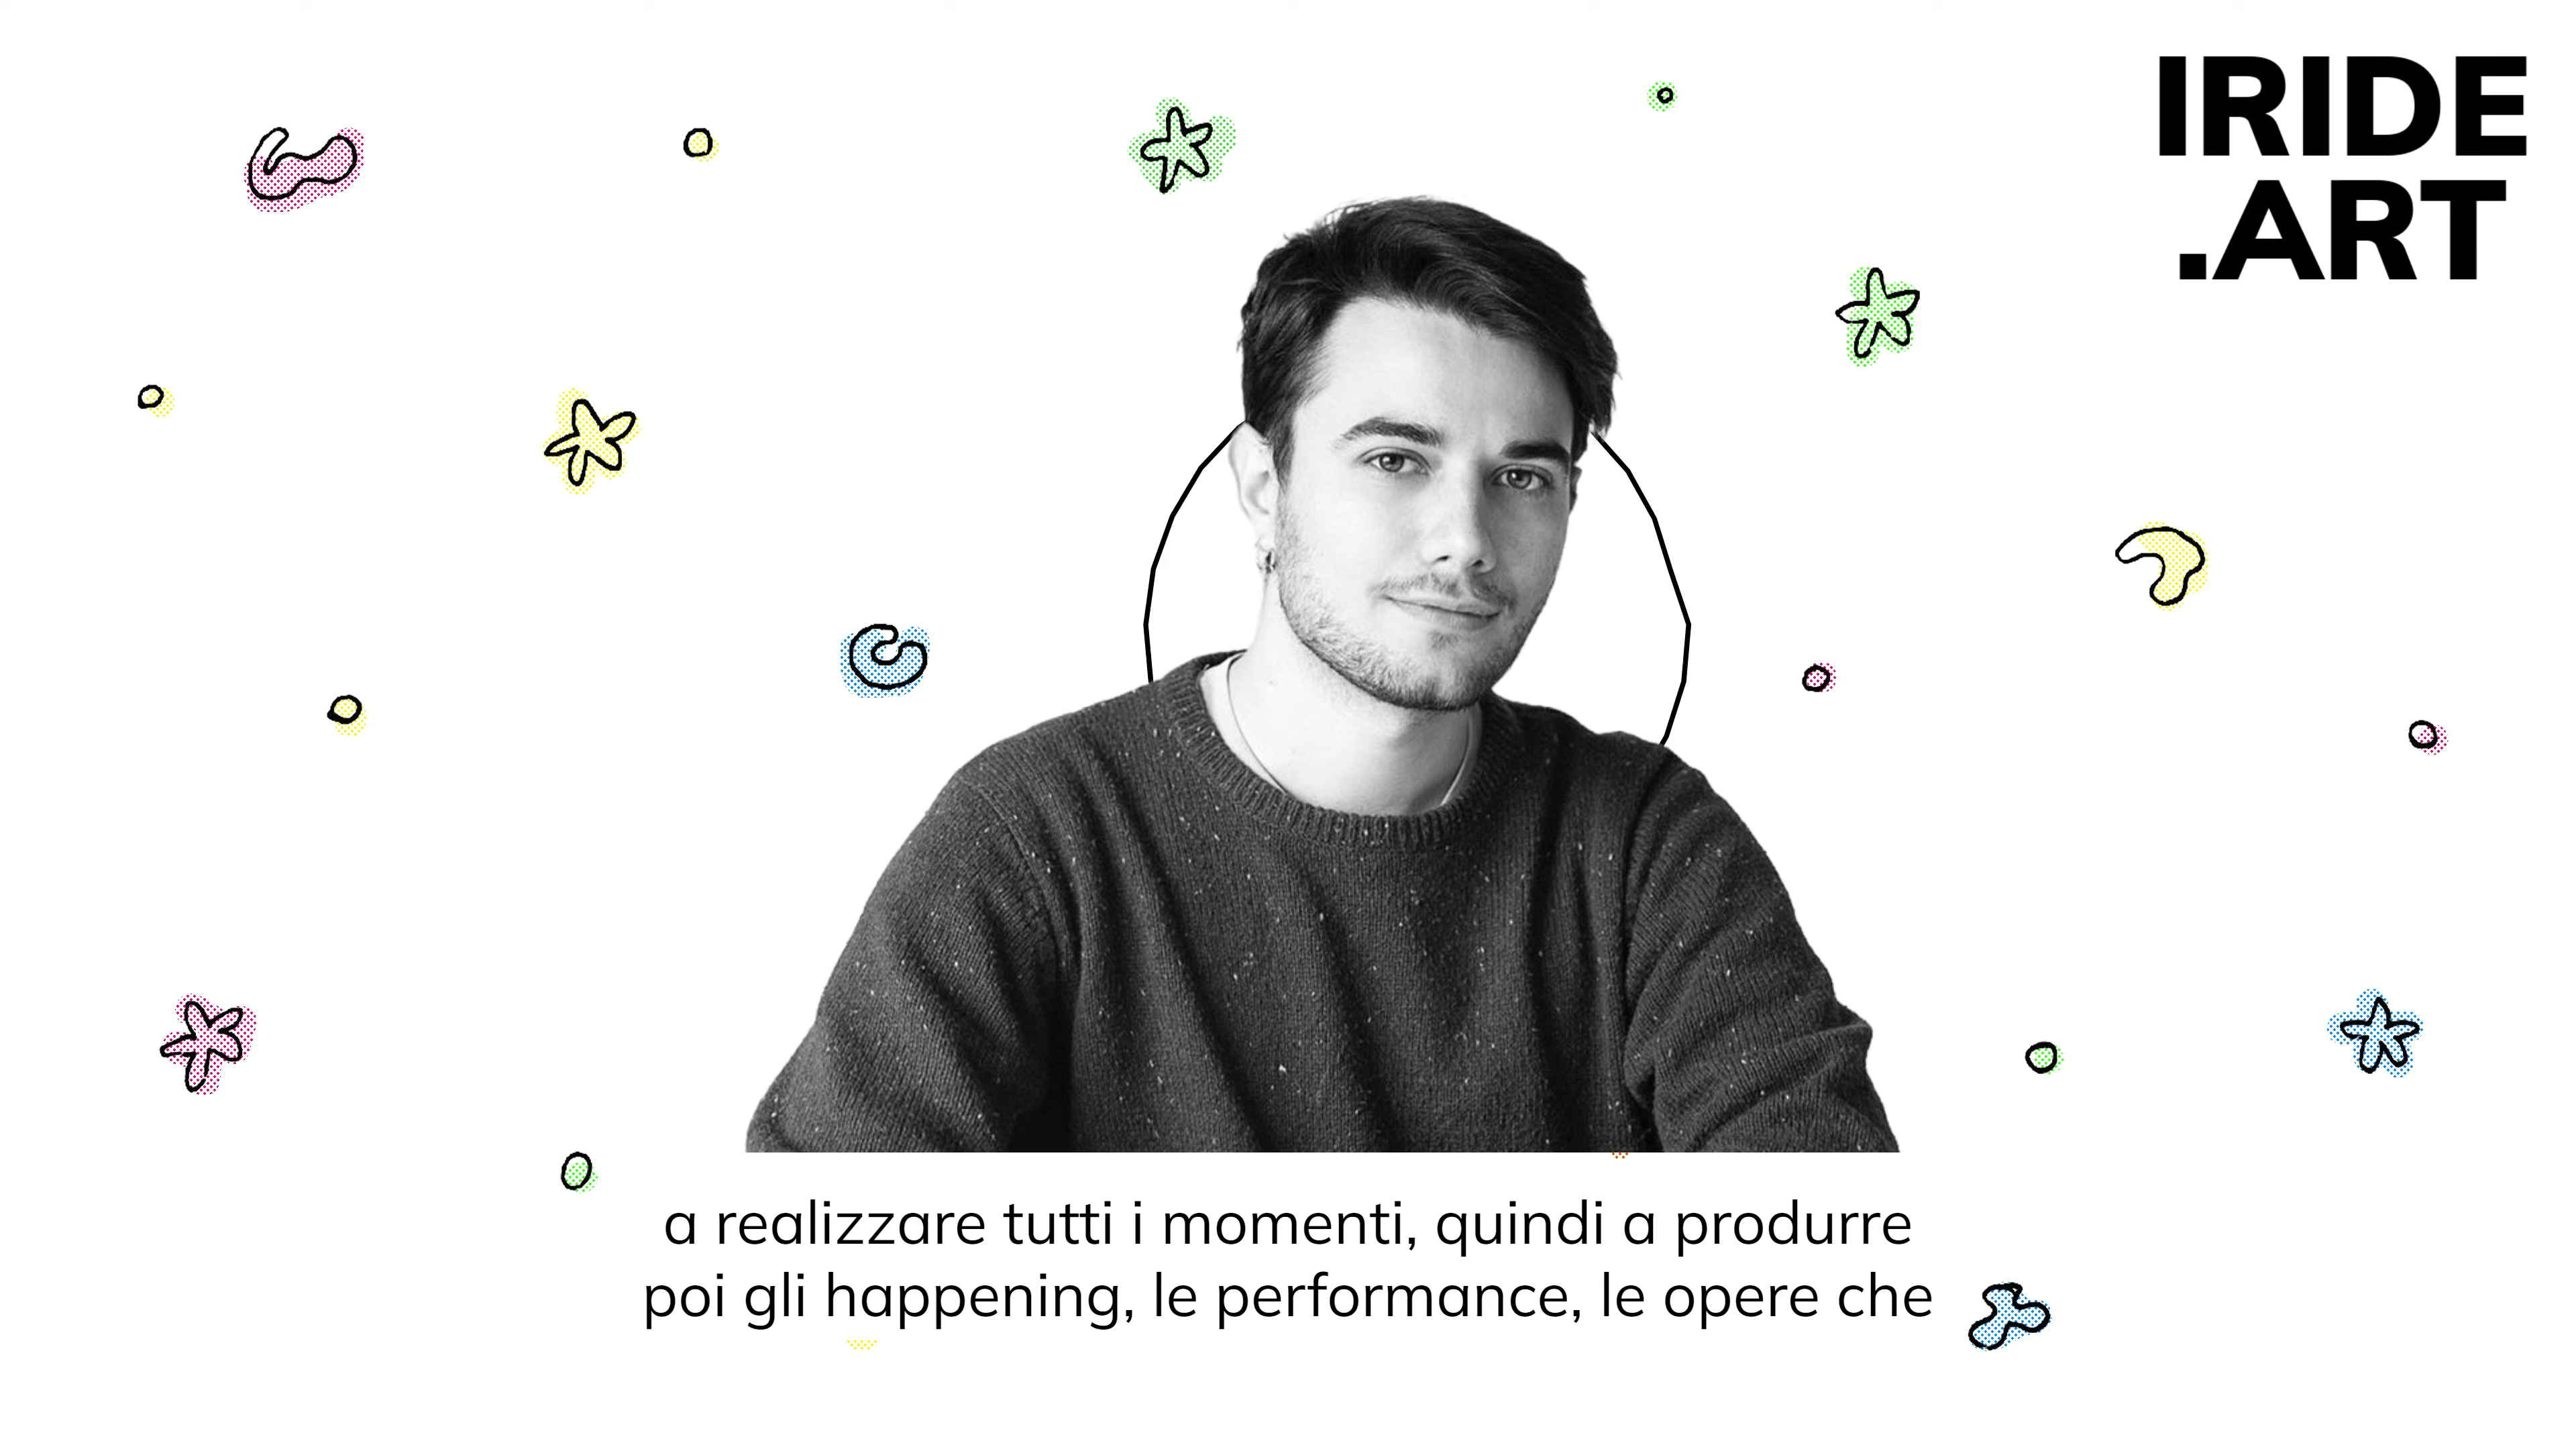 IRIDE
.ART
a realizzare tutti i momenti, quindi a produrre
poi gli happening, le performance, le opere che